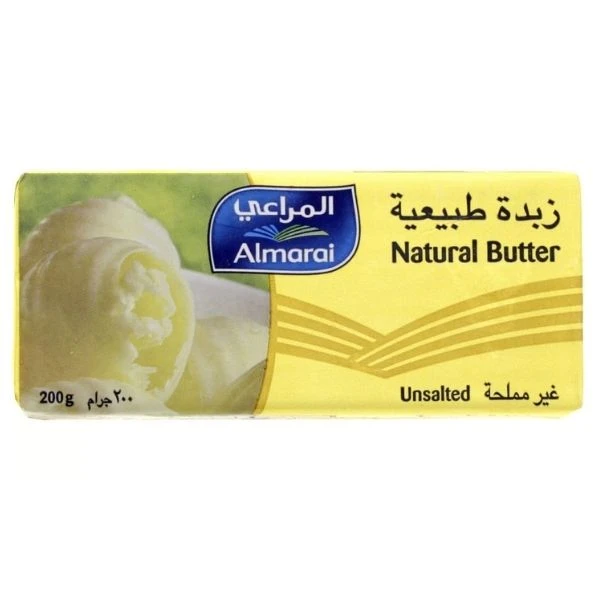 المراعي
Almarai
زبدة طبيعية
Natural Butter
200g ٢٠٠ جرام
Unsalted غير مملحة